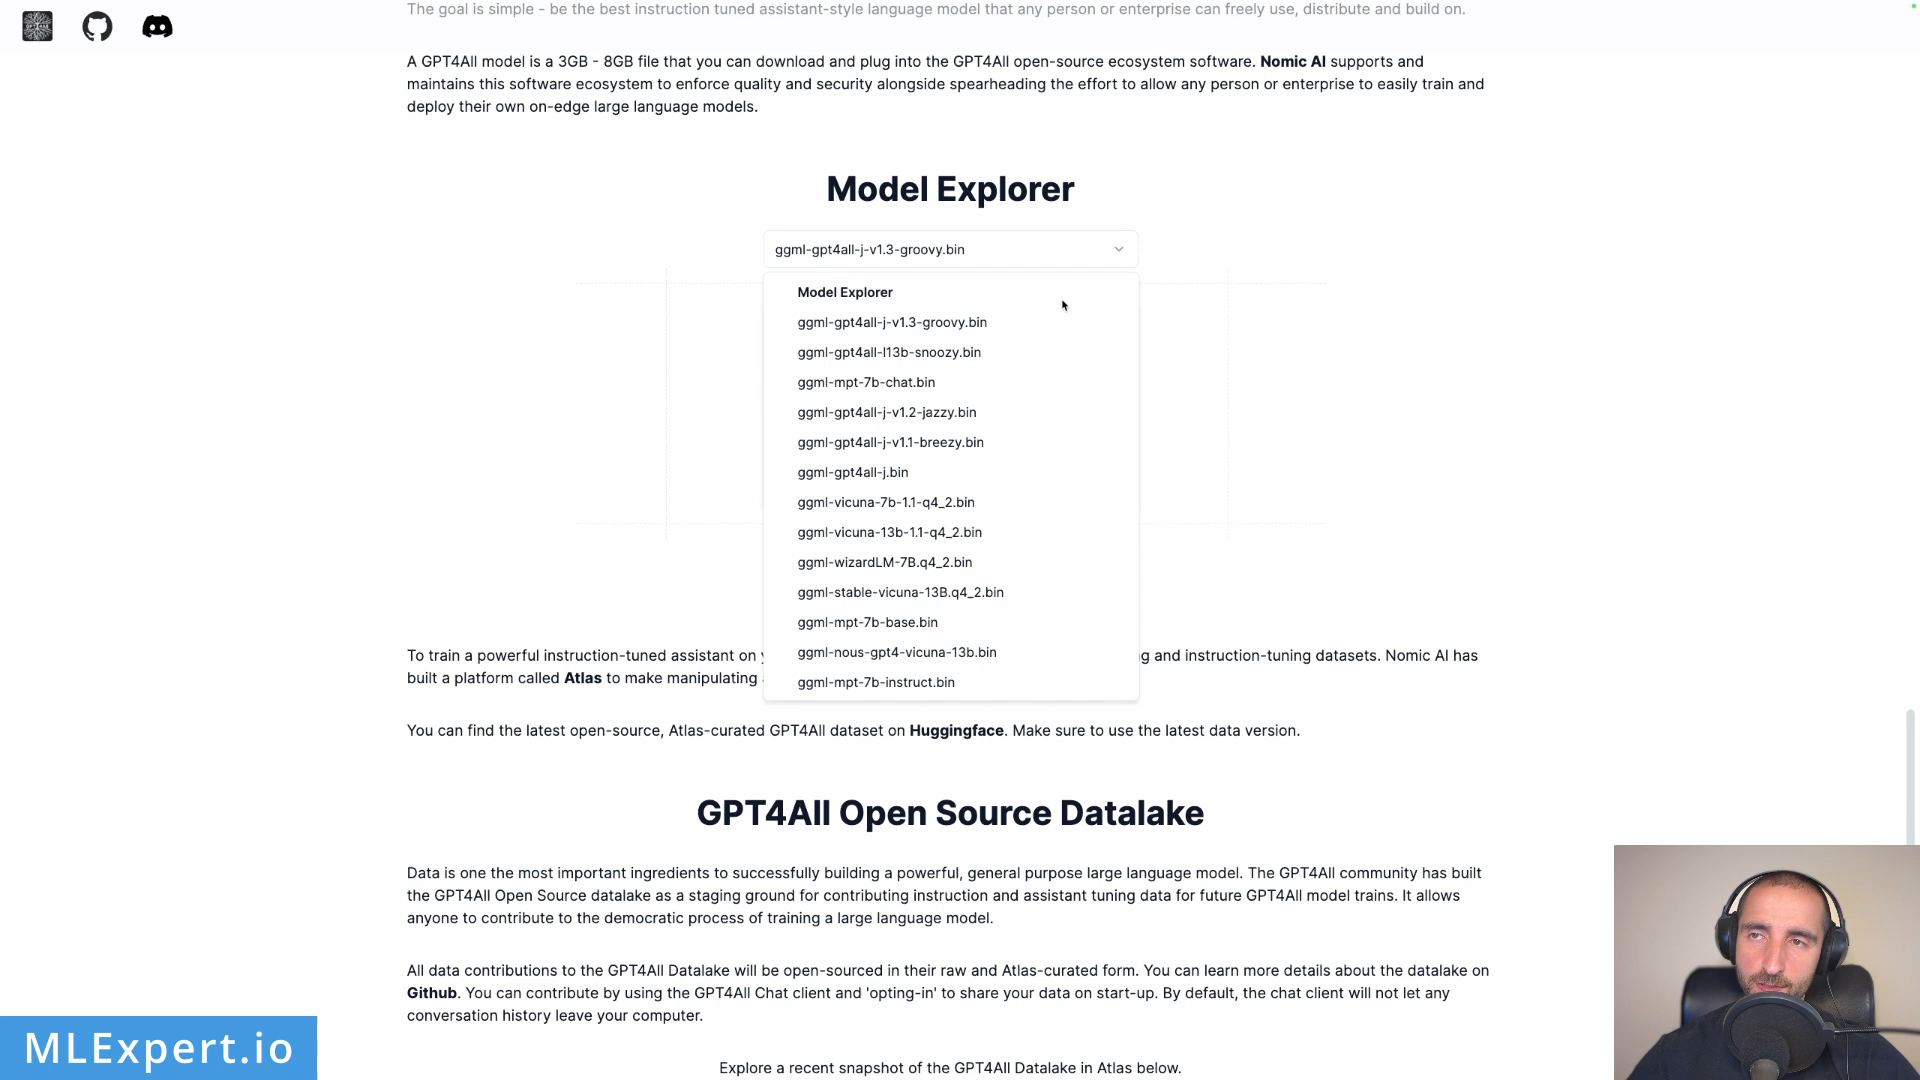 The goal is simple - be the best instruction tuned assistant-style language model that any person or enterprise can freely use, distribute and build on.
A GPT4All model is a 3GB - 8GB file that you can download and plug into the GPT4All open-source ecosystem software. Nomic AI supports and
maintains this software ecosystem to enforce quality and security alongside spearheading the effort to allow any person or enterprise to easily train and
deploy their own on-edge large language models.
Model Explorer
ggml-gpt4all-j-v1.3-groovy.bin
Model Explorer
ggml-gpt4all-j-v1.3-groovy.bin
ggml-gpt4all-l13b-snoozy.bin
ggml-mpt-7b-chat.bin
ggml-gpt4all-j-v1.2-jazzy.bin
ggml-gpt4all-j-v1.1-breezy.bin
ggml-gpt4all-j.bin
ggml-vicuna-7b-1.1-q4_2.bin
ggml-vicuna-13b-1.1-q4_2.bin
ggml-wizardLM-7B.q4_2.bin
ggml-stable-vicuna-13B.q4_2.bin
ggml-mpt-7b-base.bin
ggml-nous-gpt4-vicuna-13b.bin
ggml-mpt-7b-instruct.bin
To train a powerful instruction-tuned assistant on g and instruction-tuning datasets. Nomic AI has
built a platform called Atlas to make manipulating
You can find the latest open-source, Atlas-curated GPT4All dataset on Huggingface. Make sure to use the latest data version.
GPT4All Open Source Datalake
Data is one the most important ingredients to successfully building a powerful, general purpose large language model. The GPT4All community has built
the GPT4All Open Source datalake as a staging ground for contributing instruction and assistant tuning data for future GPT4All model trains. It allows
anyone to contribute to the democratic process of training a large language model.
All data contributions to the GPT4All Datalake will be open-sourced in their raw and Atlas-curated form. You can learn more details about the datalake on
Github. You can contribute by using the GPT4All Chat client and 'opting-in' to share your data on start-up. By default, the chat client will not let any
conversation history leave your computer.
Explore a recent snapshot of the GPT4All Datalake in Atlas below.
MLExpert.io